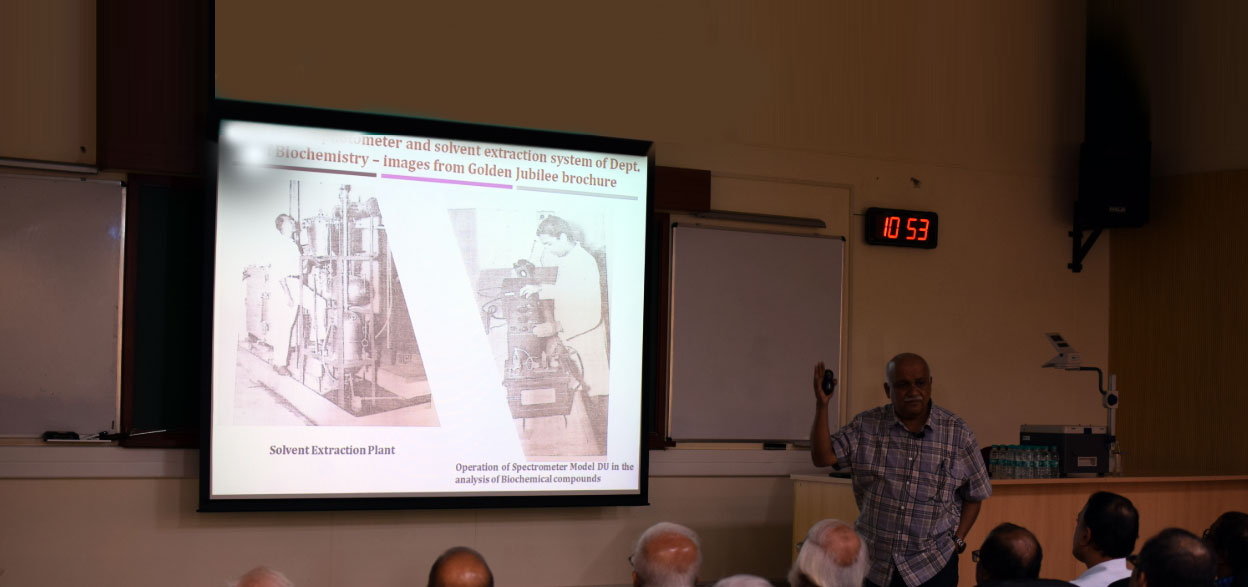 photometer and solvent extraction system of Dept.
Biochemistry – images from Golden Jubilee brochure
10 53
Solvent Extraction Plant
Operation of Spectrometer Model DU in the
analysis of Biochemical compounds